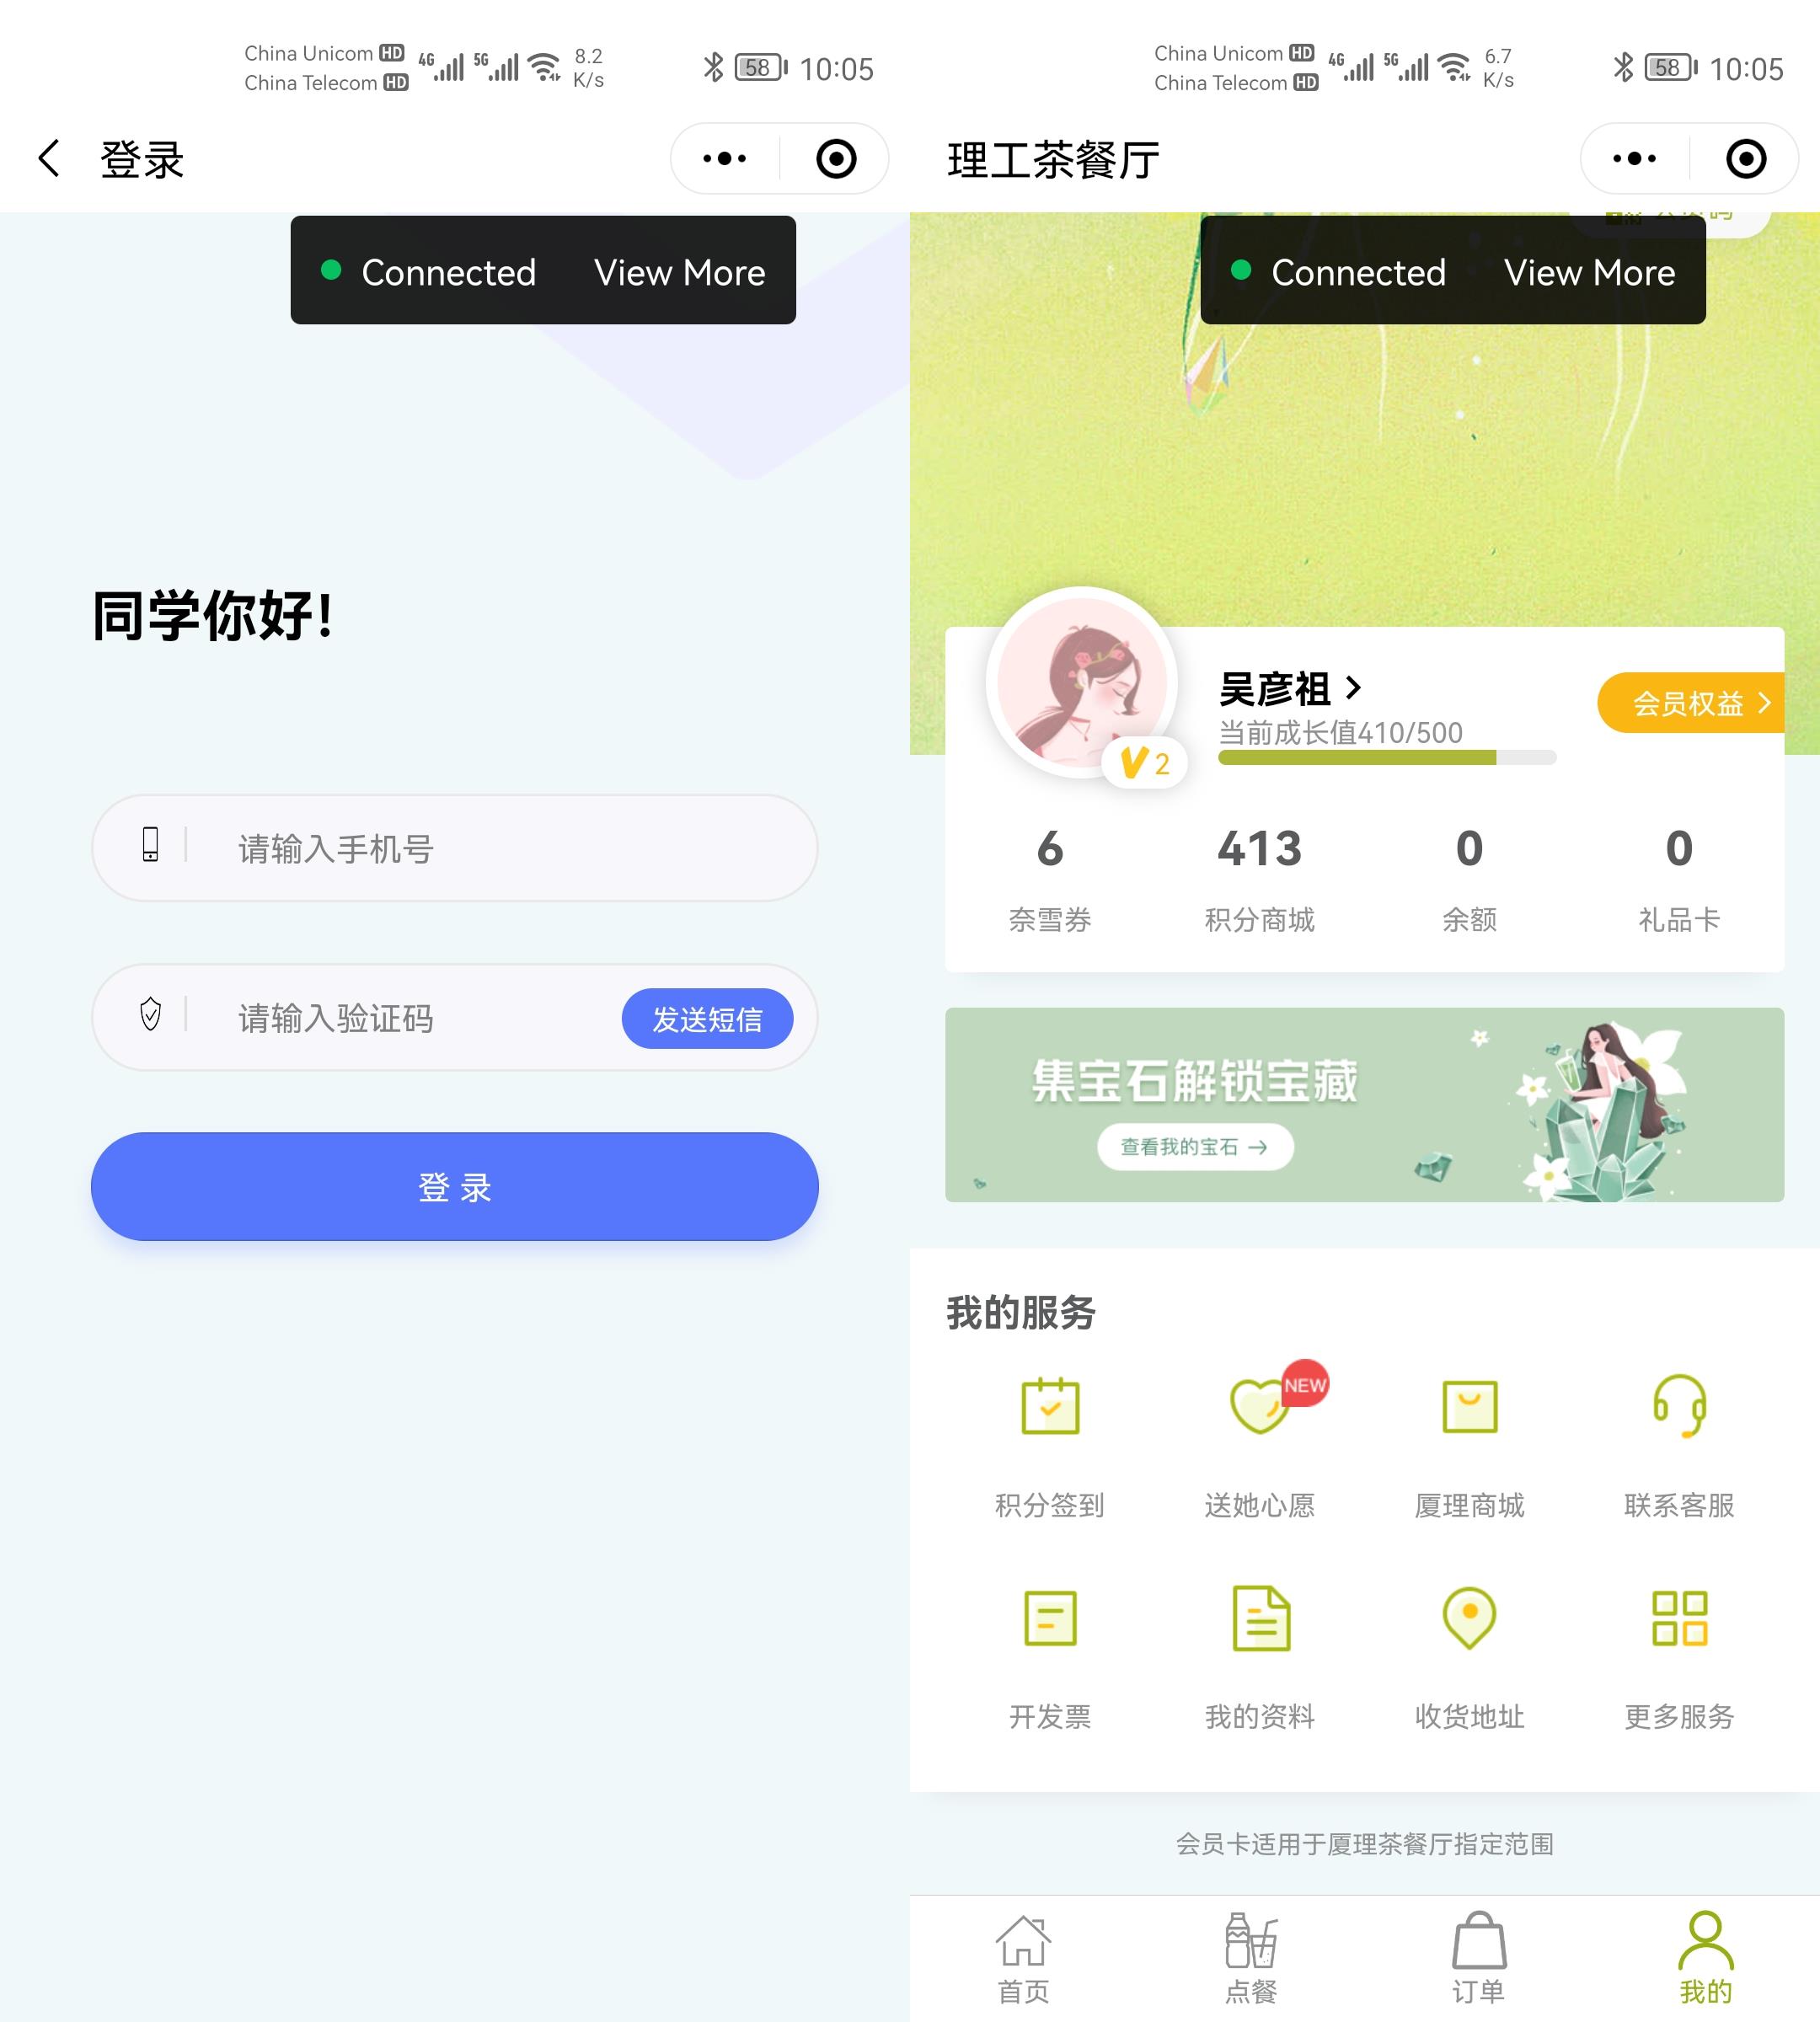 China Unicom HD
China Telecom HD
4G
5G
8.2
K/s
58
10:05
登录
Connected
View More
同学你好!
请输入手机号
请输入验证码
发送短信
登 录
China Unicom HD
China Telecom HD
4G
5G
6.7
K/s
58
10:05
理工茶餐厅
Connected
View More
吴彦祖
当前成长值410/500
会员权益
V2
6
413
0
0
奈雪券
积分商城
余额
礼品卡
集宝石解锁宝藏
查看我的宝石 →
我的服务
NEW
积分签到
送她心愿
厦理商城
联系客服
开发票
我的资料
收货地址
更多服务
会员卡适用于厦理茶餐厅指定范围
首页
点餐
订单
我的